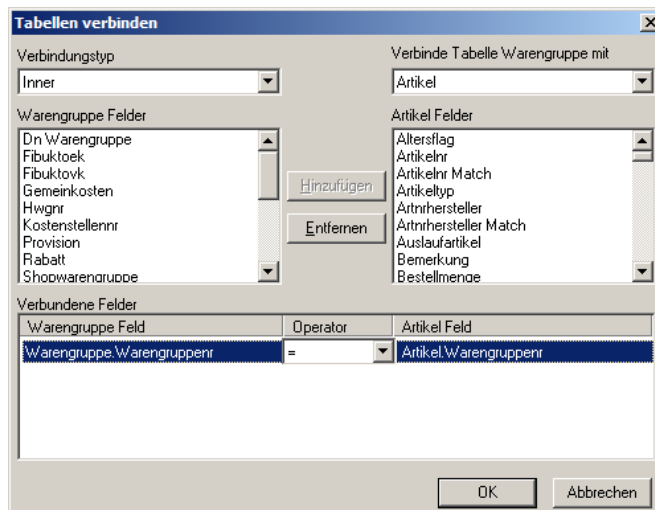 Tabellen verbinden
Verbindungstyp
Verbinde Tabelle Warengruppe mit
Inner
Artikel
Warengruppe Felder
Artikel Felder
Dn Warengruppe
Fibuktoek
Fibuktovk
Gemeinkosten
Hwgnr
Kostenstellennr
Provision
Rabatt
Shopwarengruppe
Hinzufügen
Entfernen
Altersflag
Artikelnr
Artikelnr Match
Artikeltyp
Artnrhersteller
Artnrhersteller Match
Auslaufartikel
Bemerkung
Bestellmenge
Verbundene Felder
Warengruppe Feld Operator Artikel Feld
Warengruppe.Warengruppennr = Artikel.Warengruppennr
OK Abbrechen